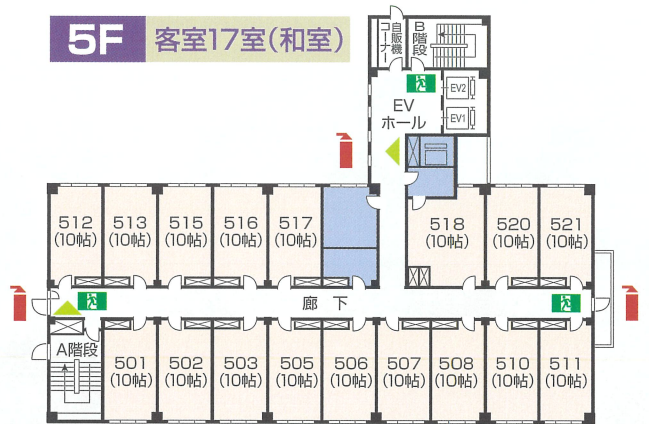 5F 客室17室(和室)
自販機
コーナー
B階段
EV2
EV1
EV
ホール
512
(10帖)
513
(10帖)
515
(10帖)
516
(10帖)
517
(10帖)
518
(10帖)
520
(10帖)
521
(10帖)
廊下
A階段
501
(10帖)
502
(10帖)
503
(10帖)
505
(10帖)
506
(10帖)
507
(10帖)
508
(10帖)
510
(10帖)
511
(10帖)